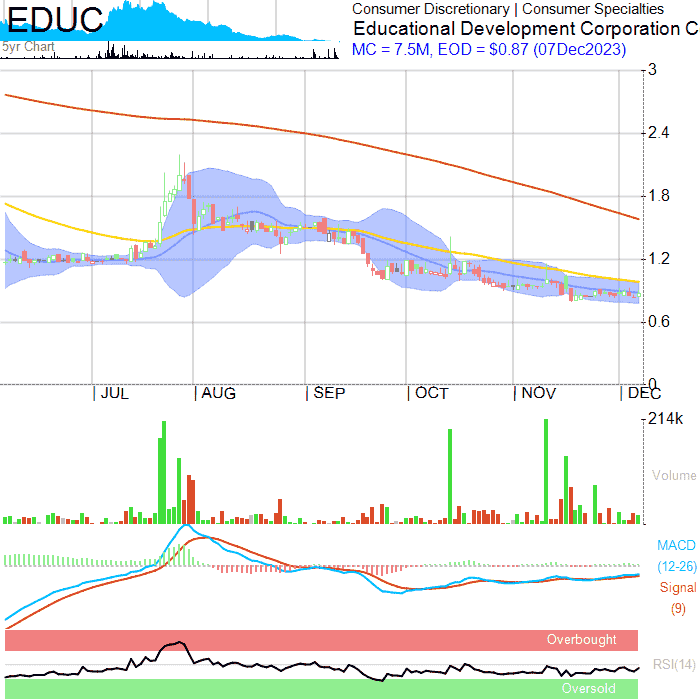 EDUC
Consumer Discretionary | Consumer Specialties
Educational Development Corporation C
5yr Chart
MC = 7.5M, EOD = $0.87 (07Dec2023)
3
2.4
1.8
1.2
0.6
0
JUL AUG SEP OCT NOV DEC
214k
Volume
MACD
(12-26)
Signal
(9)
Overbought
RSI(14)
Oversold